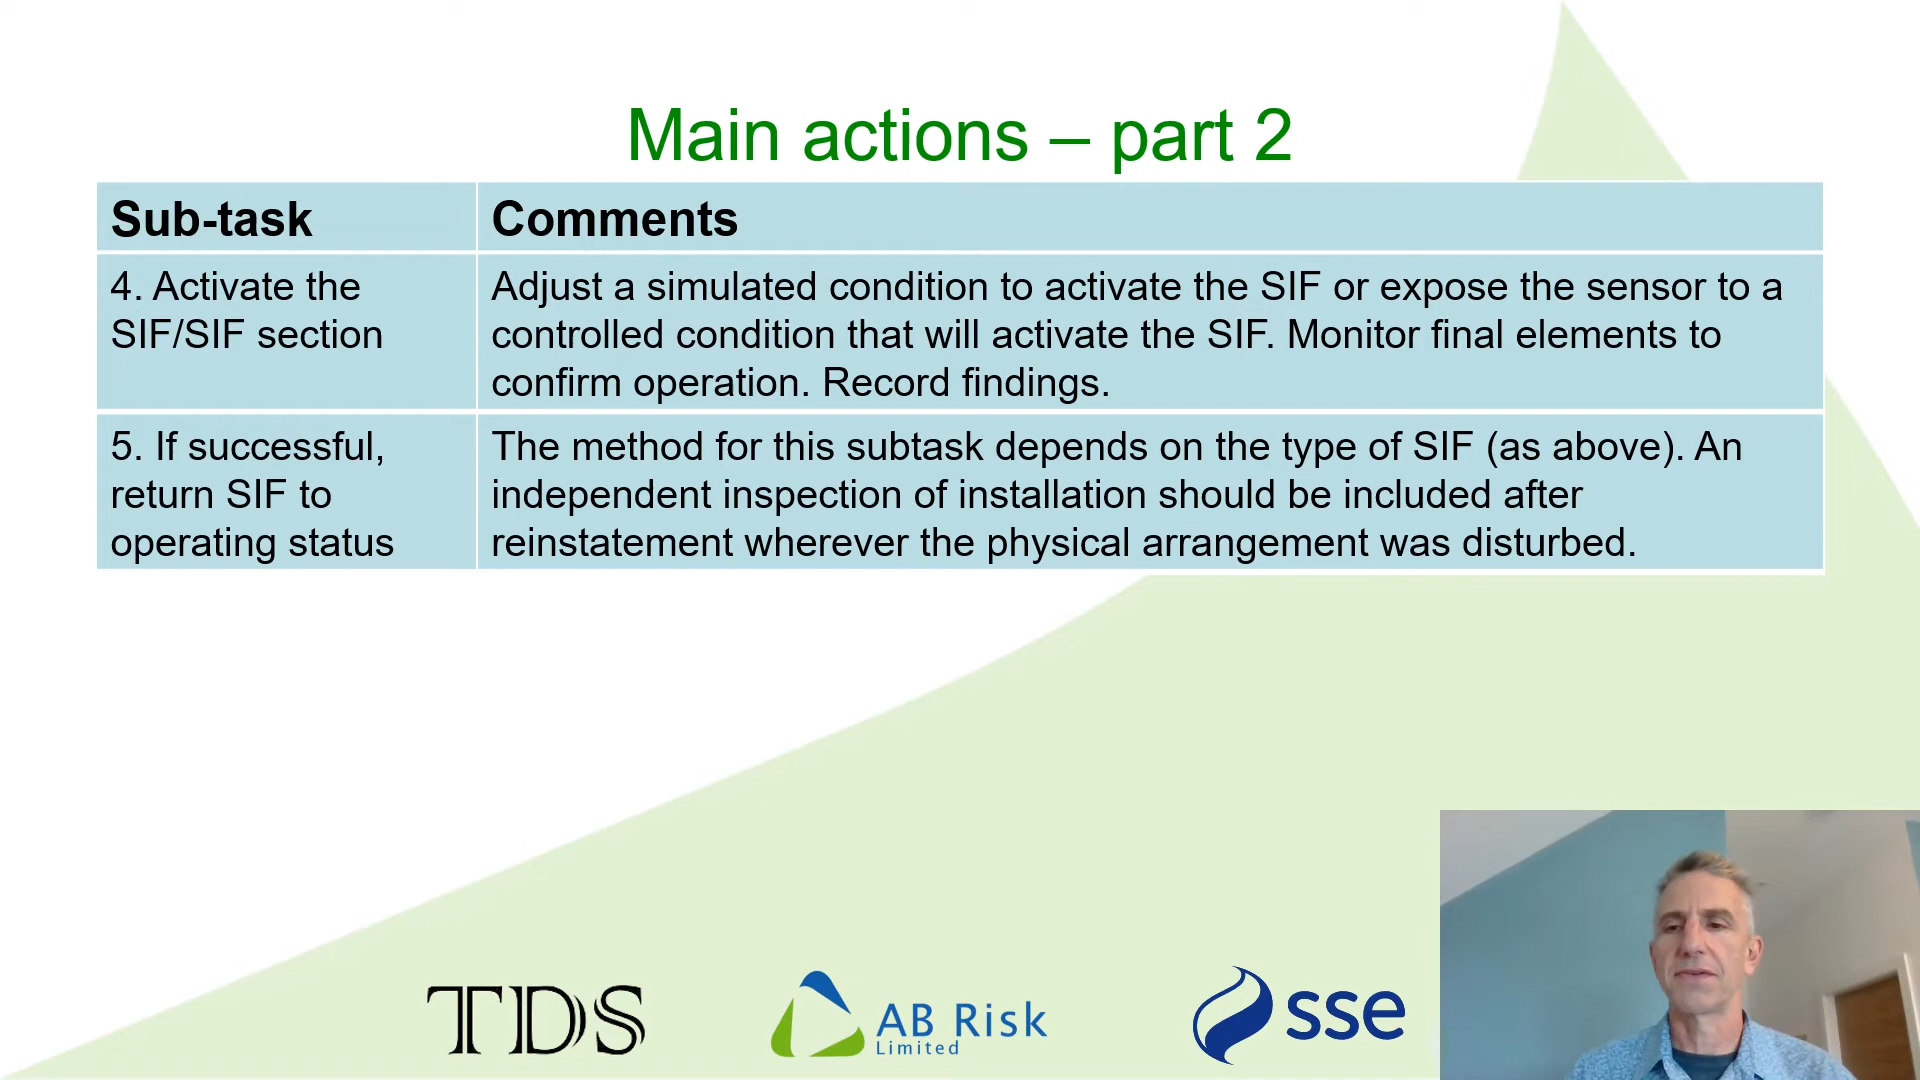 Main actions – part 2
Sub-task
Comments
4. Activate the
SIF/SIF section
Adjust a simulated condition to activate the SIF or expose the sensor to a
controlled condition that will activate the SIF. Monitor final elements to
confirm operation. Record findings.
5. If successful,
return SIF to
operating status
The method for this subtask depends on the type of SIF (as above). An
independent inspection of installation should be included after
reinstatement wherever the physical arrangement was disturbed.
TDS
AB Risk
Limited
sse